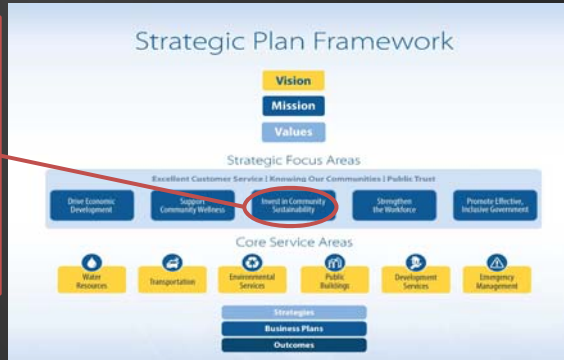 Strategic Plan Framework
Vision
Mission
Values
Strategic Focus Areas
Excellent Customer Service | Knowing Our Communities | Public Trust
Drive Economic
Development
Support
Community Wellness
Invest in Community
Sustainability
Strengthen
the Workforce
Promote Effective,
Inclusive Government
Core Service Areas
Water
Resources
Transportation
Environmental
Services
Public
Buildings
Development
Services
Emergency
Management
Strategies
Business Plans
Outcomes